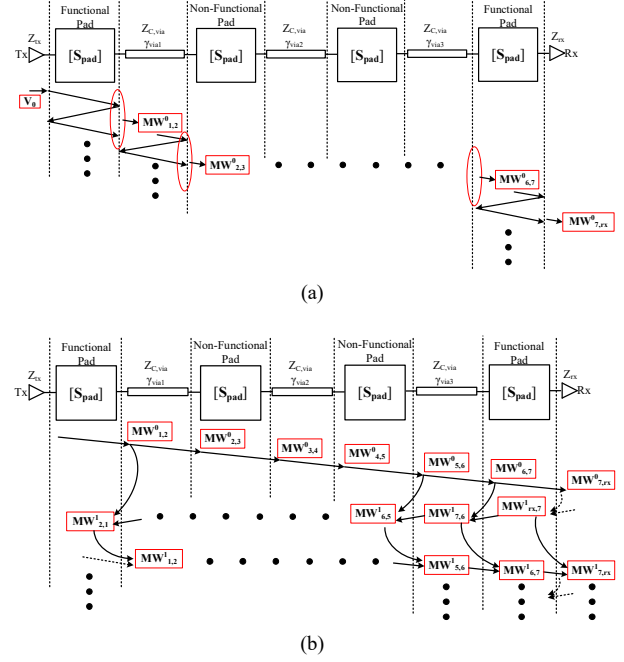 Functional
Pad
Z_C,via
γ_via1
Non-Functional
Pad
Z_C,via
γ_via2
Non-Functional
Pad
Z_C,via
γ_via3
Functional
Pad
Z_tx
Tx
[S_pad]
[S_pad]
[S_pad]
[S_pad]
Z_rx
Rx
V_0
MW^0_1,2
MW^0_2,3
MW^0_6,7
MW^0_7,rx
(a)
Functional
Pad
Z_C,via
γ_via1
Non-Functional
Pad
Z_C,via
γ_via2
Non-Functional
Pad
Z_C,via
γ_via3
Functional
Pad
Z_tx
Tx
[S_pad]
[S_pad]
[S_pad]
[S_pad]
Z_rx
Rx
MW^0_1,2
MW^0_2,3
MW^0_3,4
MW^0_4,5
MW^0_5,6
MW^0_6,7
MW^0_7,rx
MW^1_2,1
MW^1_6,5
MW^1_7,6
MW^1_rx,7
MW^1_1,2
MW^1_5,6
MW^1_6,7
MW^1_7,rx
(b)